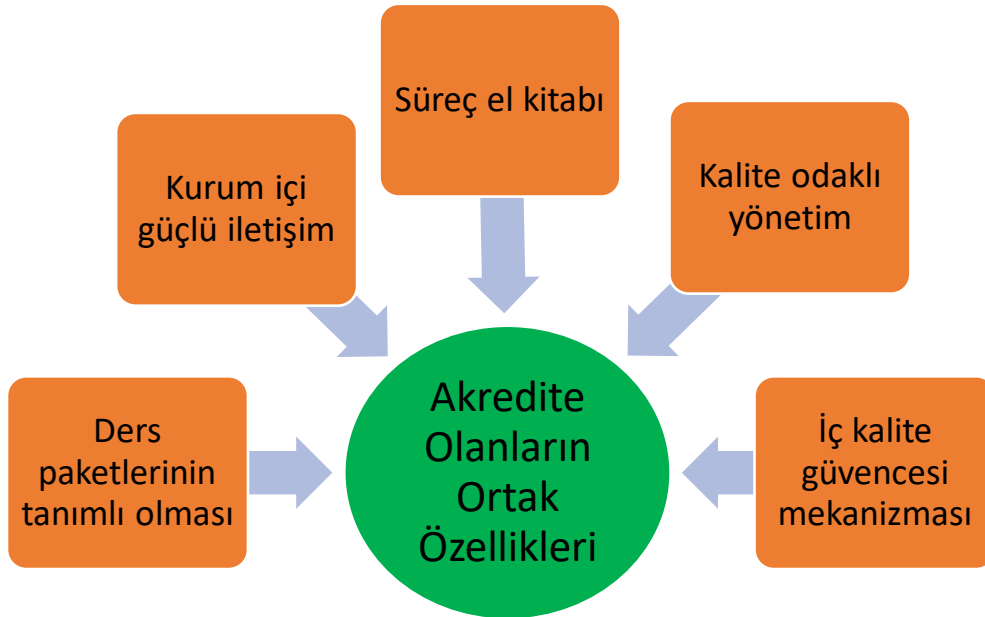 Süreç el kitabı
Kurum içi
güçlü iletişim
Kalite odaklı
yönetim
Ders
paketlerinin
tanımlı olması
Akredite
Olanların
Ortak
Özellikleri
İç kalite
güvencesi
mekanizması